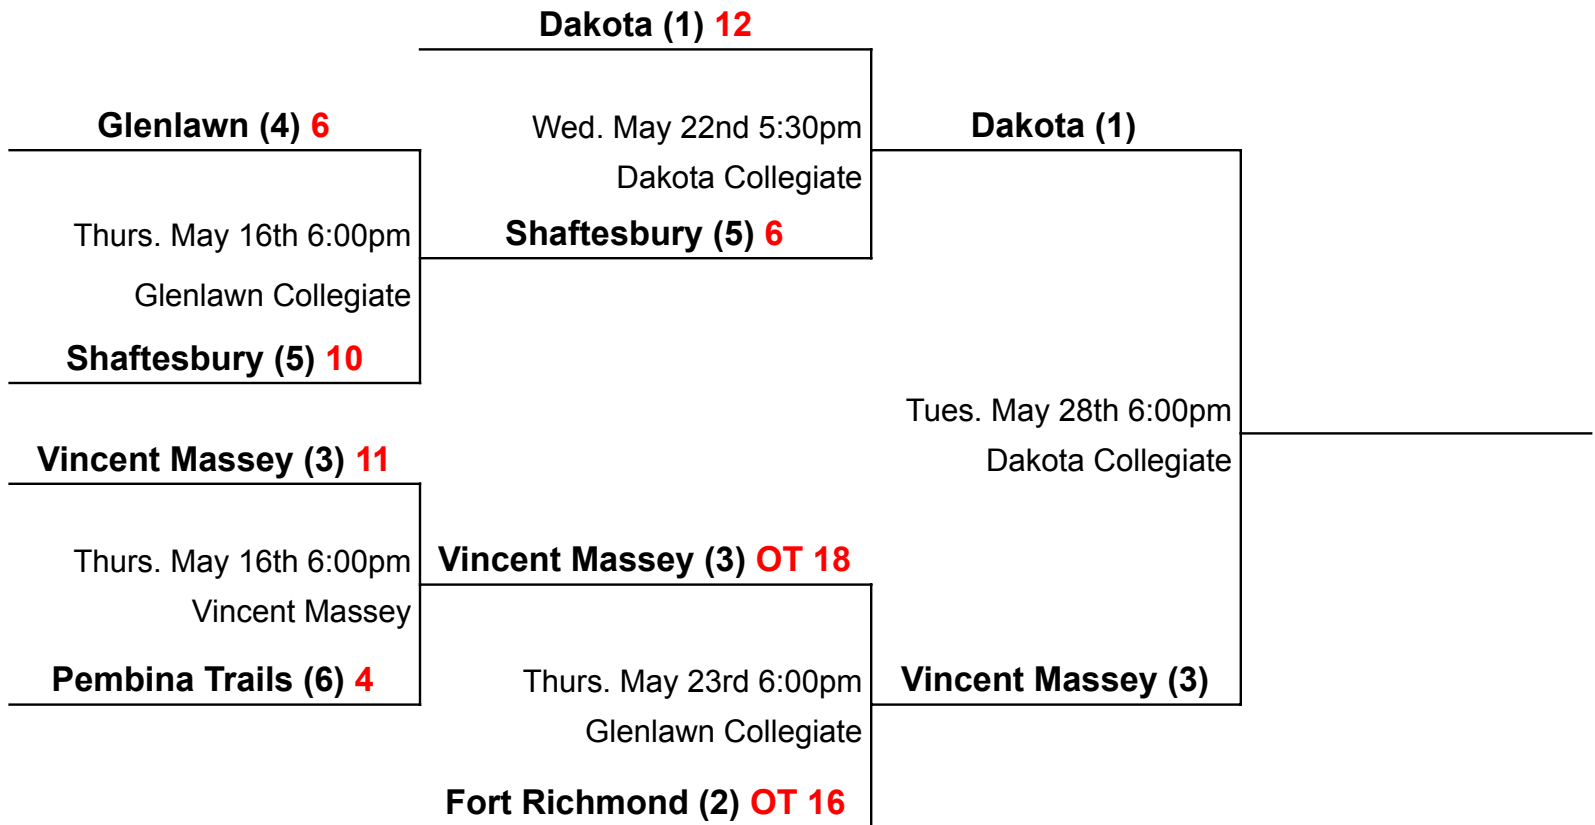 Dakota (1) 12
Glenlawn (4) 6
Wed. May 22nd 5:30pm
Dakota (1)
Dakota Collegiate
Thurs. May 16th 6:00pm
Shaftesbury (5) 6
Glenlawn Collegiate
Shaftesbury (5) 10
Tues. May 28th 6:00pm
Vincent Massey (3) 11
Dakota Collegiate
Thurs. May 16th 6:00pm
Vincent Massey (3) OT 18
Vincent Massey
Pembina Trails (6) 4
Thurs. May 23rd 6:00pm
Vincent Massey (3)
Glenlawn Collegiate
Fort Richmond (2) OT 16